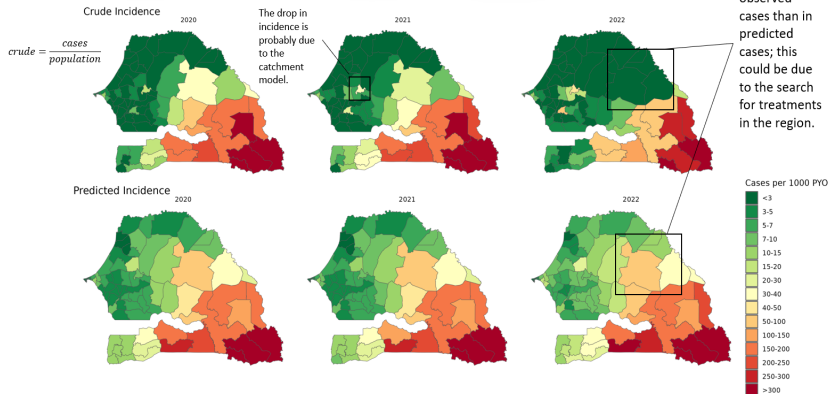 Crude Incidence
crude = cases / population
2020
The drop in
incidence is
probably due
to the
catchment
model.
2021
2022
observed
cases than in
predicted
cases; this
could be due
to the search
for treatments
in the region.
Predicted Incidence
2020
2021
2022
Cases per 1000 PYO
<3
3-5
5-7
7-10
10-15
15-20
20-30
30-40
40-50
50-100
100-150
150-200
200-250
250-300
>300